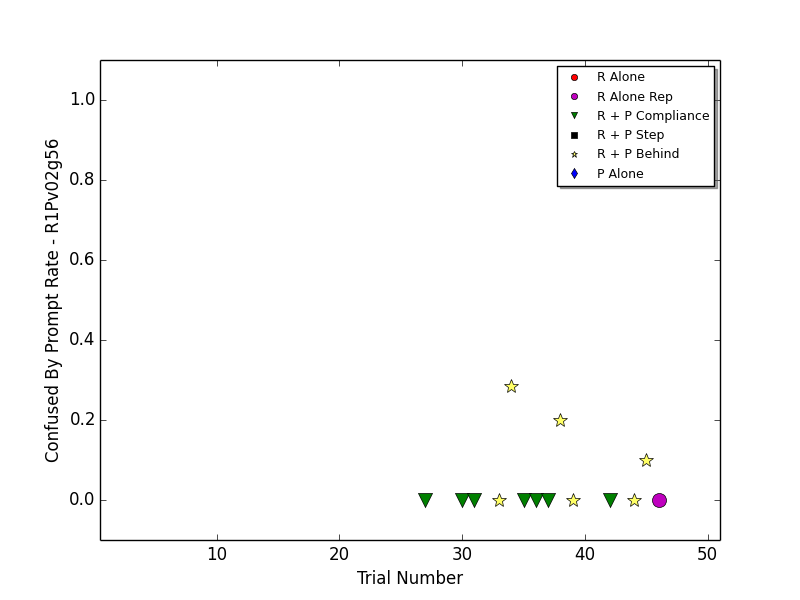 R Alone
R Alone Rep
R + P Compliance
R + P Step
R + P Behind
P Alone
Confused By Prompt Rate - R1Pv02g56
1.0
0.8
0.6
0.4
0.2
0.0
10 20 30 40 50
Trial Number